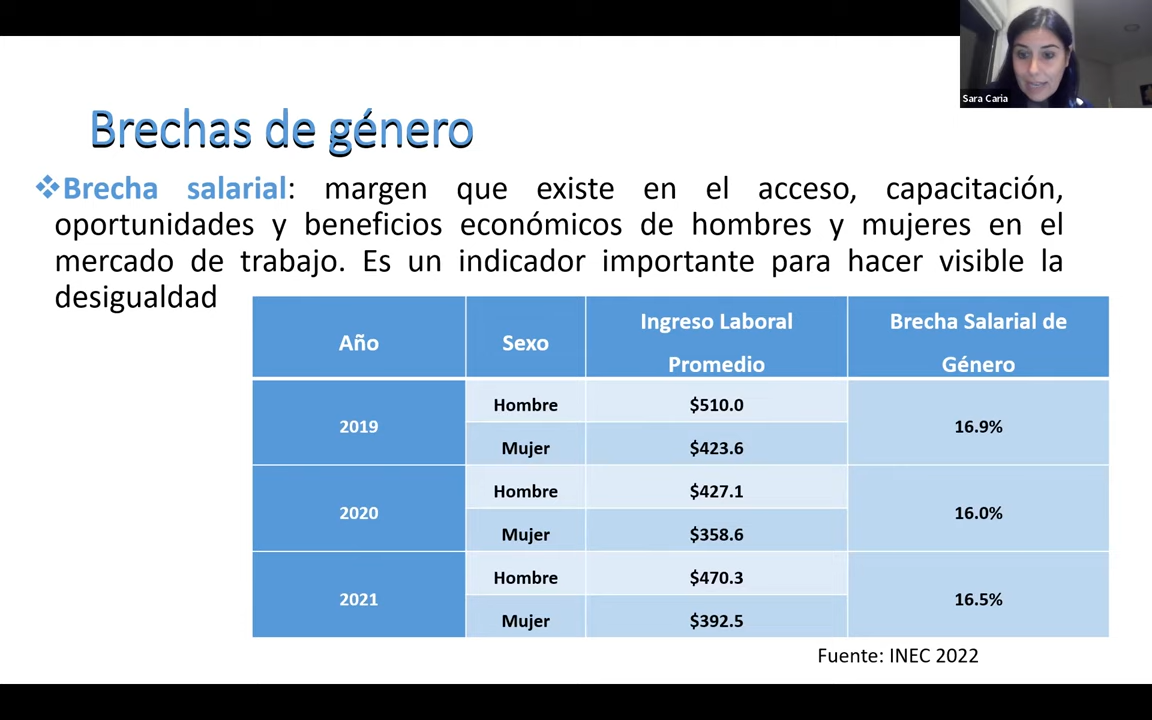 Sara Caria
Brechas de género
❖Brecha salarial: margen que existe en el acceso, capacitación,
oportunidades y beneficios económicos de hombres y mujeres en el
mercado de trabajo. Es un indicador importante para hacer visible la
desigualdad
Año Sexo Ingreso Laboral Promedio Brecha Salarial de Género
2019 Hombre $510.0 16.9%
Mujer $423.6
2020 Hombre $427.1 16.0%
Mujer $358.6
2021 Hombre $470.3 16.5%
Mujer $392.5
Fuente: INEC 2022